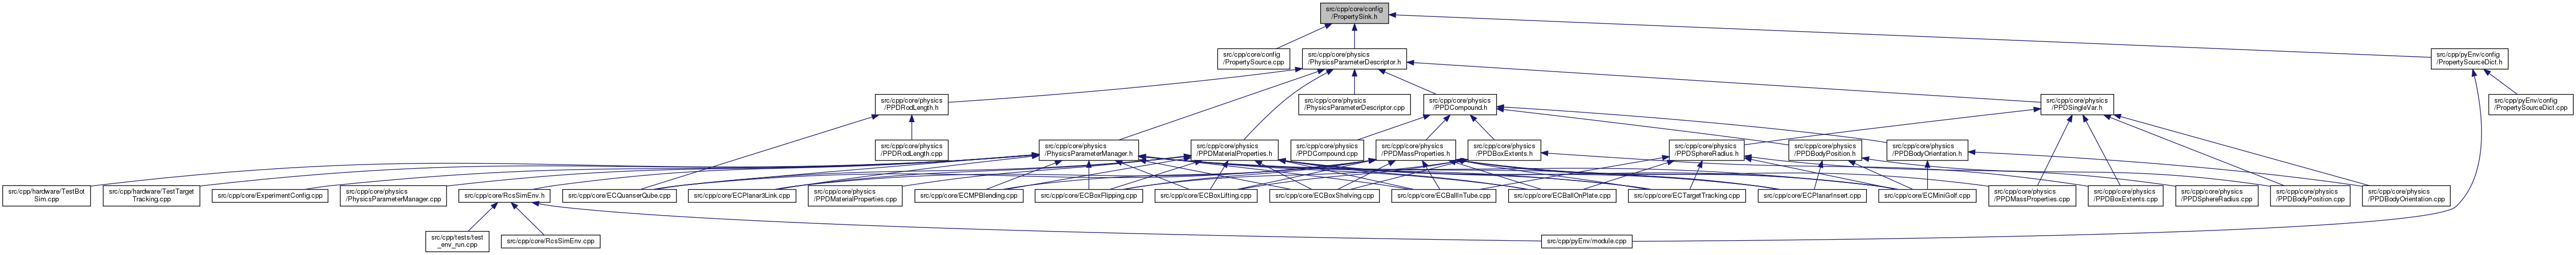 src/cpp/core/config
/PropertySink.h
src/cpp/core/config
/PropertySource.cpp
src/cpp/core/physics
/PhysicsParameterDescriptor.h
src/cpp/pyEnv/config
/PropertySourceDict.h
src/cpp/core/physics
/PPDRodLength.h
src/cpp/core/physics
/PhysicsParameterDescriptor.cpp
src/cpp/core/physics
/PPDCompound.h
src/cpp/core/physics
/PPDSingleVar.h
src/cpp/pyEnv/config
/PropertySourceDict.cpp
src/cpp/core/physics
/PPDRodLength.cpp
src/cpp/core/physics
/PhysicsParameterManager.h
src/cpp/core/physics
/PPDMaterialProperties.h
src/cpp/core/physics
/PPDCompound.cpp
src/cpp/core/physics
/PPDMassProperties.h
src/cpp/core/physics
/PPDBoxExtents.h
src/cpp/core/physics
/PPDSphereRadius.h
src/cpp/core/physics
/PPDBodyPosition.h
src/cpp/core/physics
/PPDBodyOrientation.h
src/cpp/hardware/TestBot
Sim.cpp
src/cpp/hardware/TestTarget
Tracking.cpp
src/cpp/core/ExperimentConfig.cpp
src/cpp/core/physics
/PhysicsParameterManager.cpp
src/cpp/core/RcsSimEnv.h
src/cpp/core/ECQuanserQube.cpp
src/cpp/core/ECPlanar3Link.cpp
src/cpp/core/physics
/PPDMaterialProperties.cpp
src/cpp/core/ECMPBlending.cpp
src/cpp/core/ECBoxFlipping.cpp
src/cpp/core/ECBoxLifting.cpp
src/cpp/core/ECBoxShelving.cpp
src/cpp/core/ECBallInTube.cpp
src/cpp/core/ECBallOnPlate.cpp
src/cpp/core/ECTargetTracking.cpp
src/cpp/core/ECPlanarInsert.cpp
src/cpp/core/ECMiniGolf.cpp
src/cpp/core/physics
/PPDMassProperties.cpp
src/cpp/core/physics
/PPDBoxExtents.cpp
src/cpp/core/physics
/PPDSphereRadius.cpp
src/cpp/core/physics
/PPDBodyPosition.cpp
src/cpp/core/physics
/PPDBodyOrientation.cpp
src/cpp/tests/test
_env_run.cpp
src/cpp/core/RcsSimEnv.cpp
src/cpp/pyEnv/module.cpp